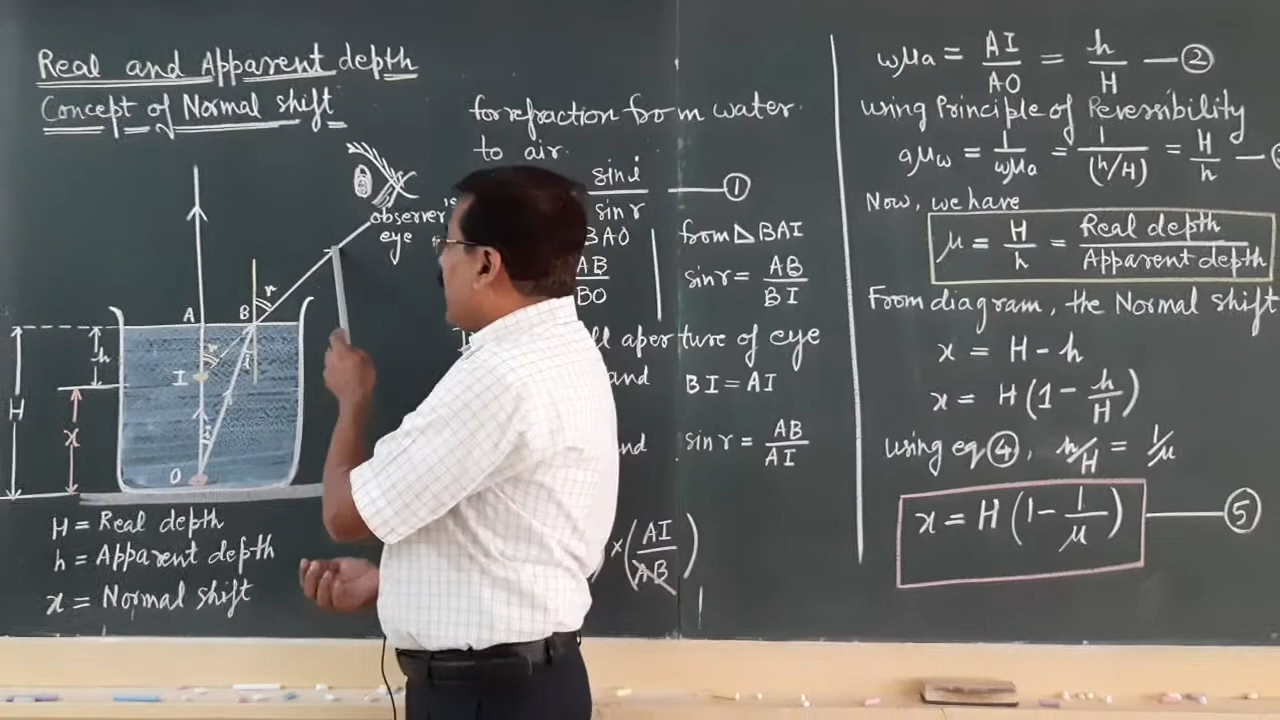 Real and Apparent depth
Concept of Normal shift
observer's
eye
A
B
r
i
r
h
I
H
x
i
O
H = Real depth
h = Apparent depth
x = Normal shift
for refraction from water
to air.
sin i / sin r — ①
BAO
AB / BO
from △ BAI
sin r = AB / BI
aperture of eye
and BI = AI
and sin r = AB / AI
× (AI / AB)
wμa = AI / AO = h / H — ②
using Principle of Reversibility
aμw = 1 / wμa = 1 / (h/H) = H / h —
Now, we have
μ = H / h = Real depth / Apparent depth
From diagram, the Normal shift
x = H - h
x = H (1 - h / H)
using eq ④, h/H = 1/μ
x = H (1 - 1 / μ) — ⑤